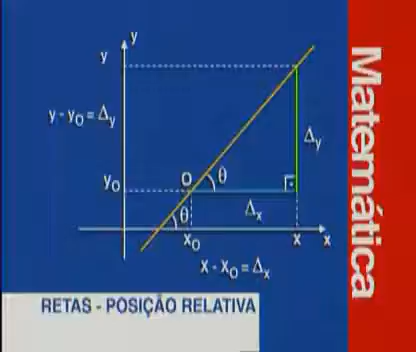 y
y
y - y₀ = Δy
Δy
y₀
O
θ
θ
Δx
x₀
x
x
x - x₀ = Δx
RETAS - POSIÇÃO RELATIVA
Matemática